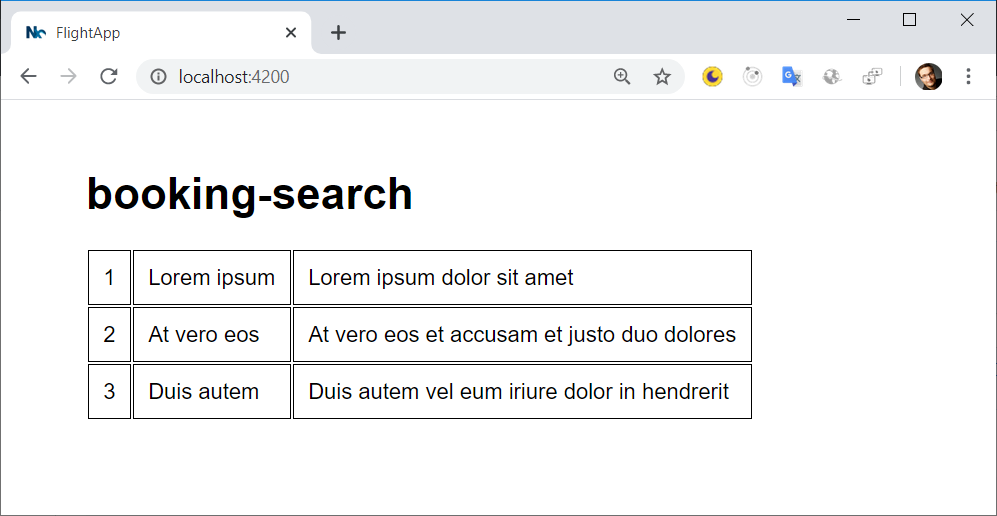 FlightApp
localhost:4200
booking-search
1 Lorem ipsum Lorem ipsum dolor sit amet
2 At vero eos At vero eos et accusam et justo duo dolores
3 Duis autem Duis autem vel eum iriure dolor in hendrerit